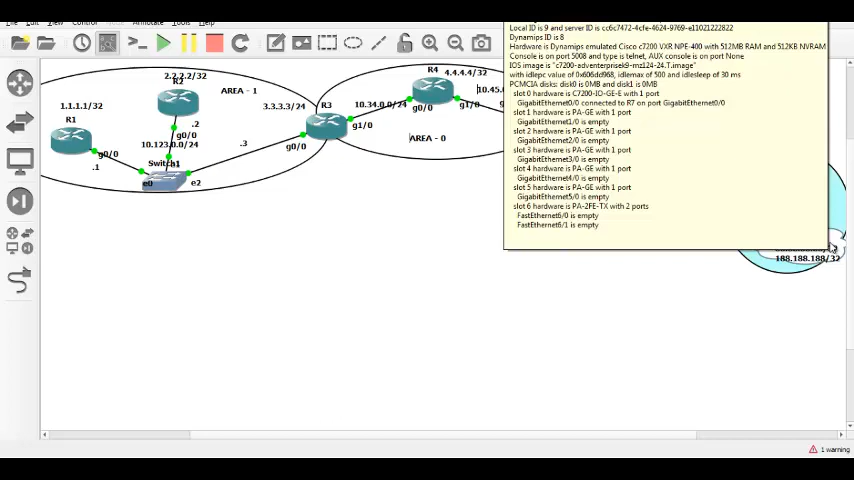 File Edit View Control
Annotate Tools Help
Local ID is 9 and server ID is cc6c7472-4cfe-4624-9769-e11021222822
Dynamips ID is 8
Hardware is Dynamips emulated Cisco c7200 VXR NPE-400 with 512MB RAM and 512KB NVRAM
Console is on port 5008 and type is telnet, AUX console is on port None
IOS image is "c7200-adventerprisek9-mz124-24.T.image"
with idlepc value of 0x606dd968, idlemax of 500 and idlesleep of 30 ms
PCMCIA disks: disk0 is 0MB and disk1 is 0MB
slot 0 hardware is C7200-IO-GE-E with 1 port
GigabitEthernet0/0 connected to R7 on port GigabitEthernet0/0
slot 1 hardware is PA-GE with 1 port
GigabitEthernet1/0 is empty
slot 2 hardware is PA-GE with 1 port
GigabitEthernet2/0 is empty
slot 3 hardware is PA-GE with 1 port
GigabitEthernet3/0 is empty
slot 4 hardware is PA-GE with 1 port
GigabitEthernet4/0 is empty
slot 5 hardware is PA-GE with 1 port
GigabitEthernet5/0 is empty
slot 6 hardware is PA-2FE-TX with 2 ports
FastEthernet6/0 is empty
FastEthernet6/1 is empty
2.2.2.2/32
R2
AREA - 1
1.1.1.1/32
R1
g0/0
.1
g0/0
.2
10.123.0.0/24
Switch1
e0
e2
.3
3.3.3.3/24
R3
g0/0
g1/0
10.34.0.0/24
R4
4.4.4.4/32
g0/0
g1/0
10.45.0
AREA - 0
188.188.188/32
1 warning